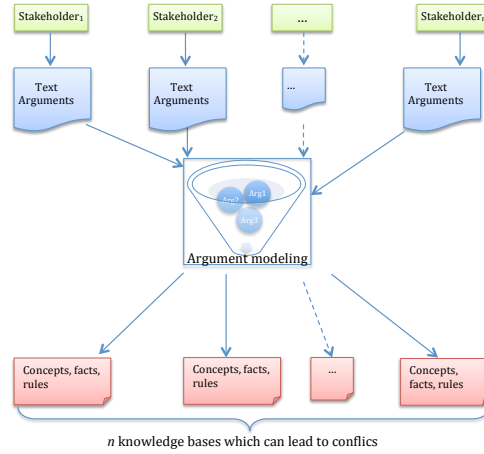 Stakeholder1
Stakeholder2
...
Stakeholder
Text
Arguments
Text
Arguments
...
Text
Arguments
Arg1
Arg2
Arg3
Argument modeling
Concepts, facts,
rules
Concepts, facts,
rules
...
Concepts,
facts, rules
n knowledge bases which can lead to conflics